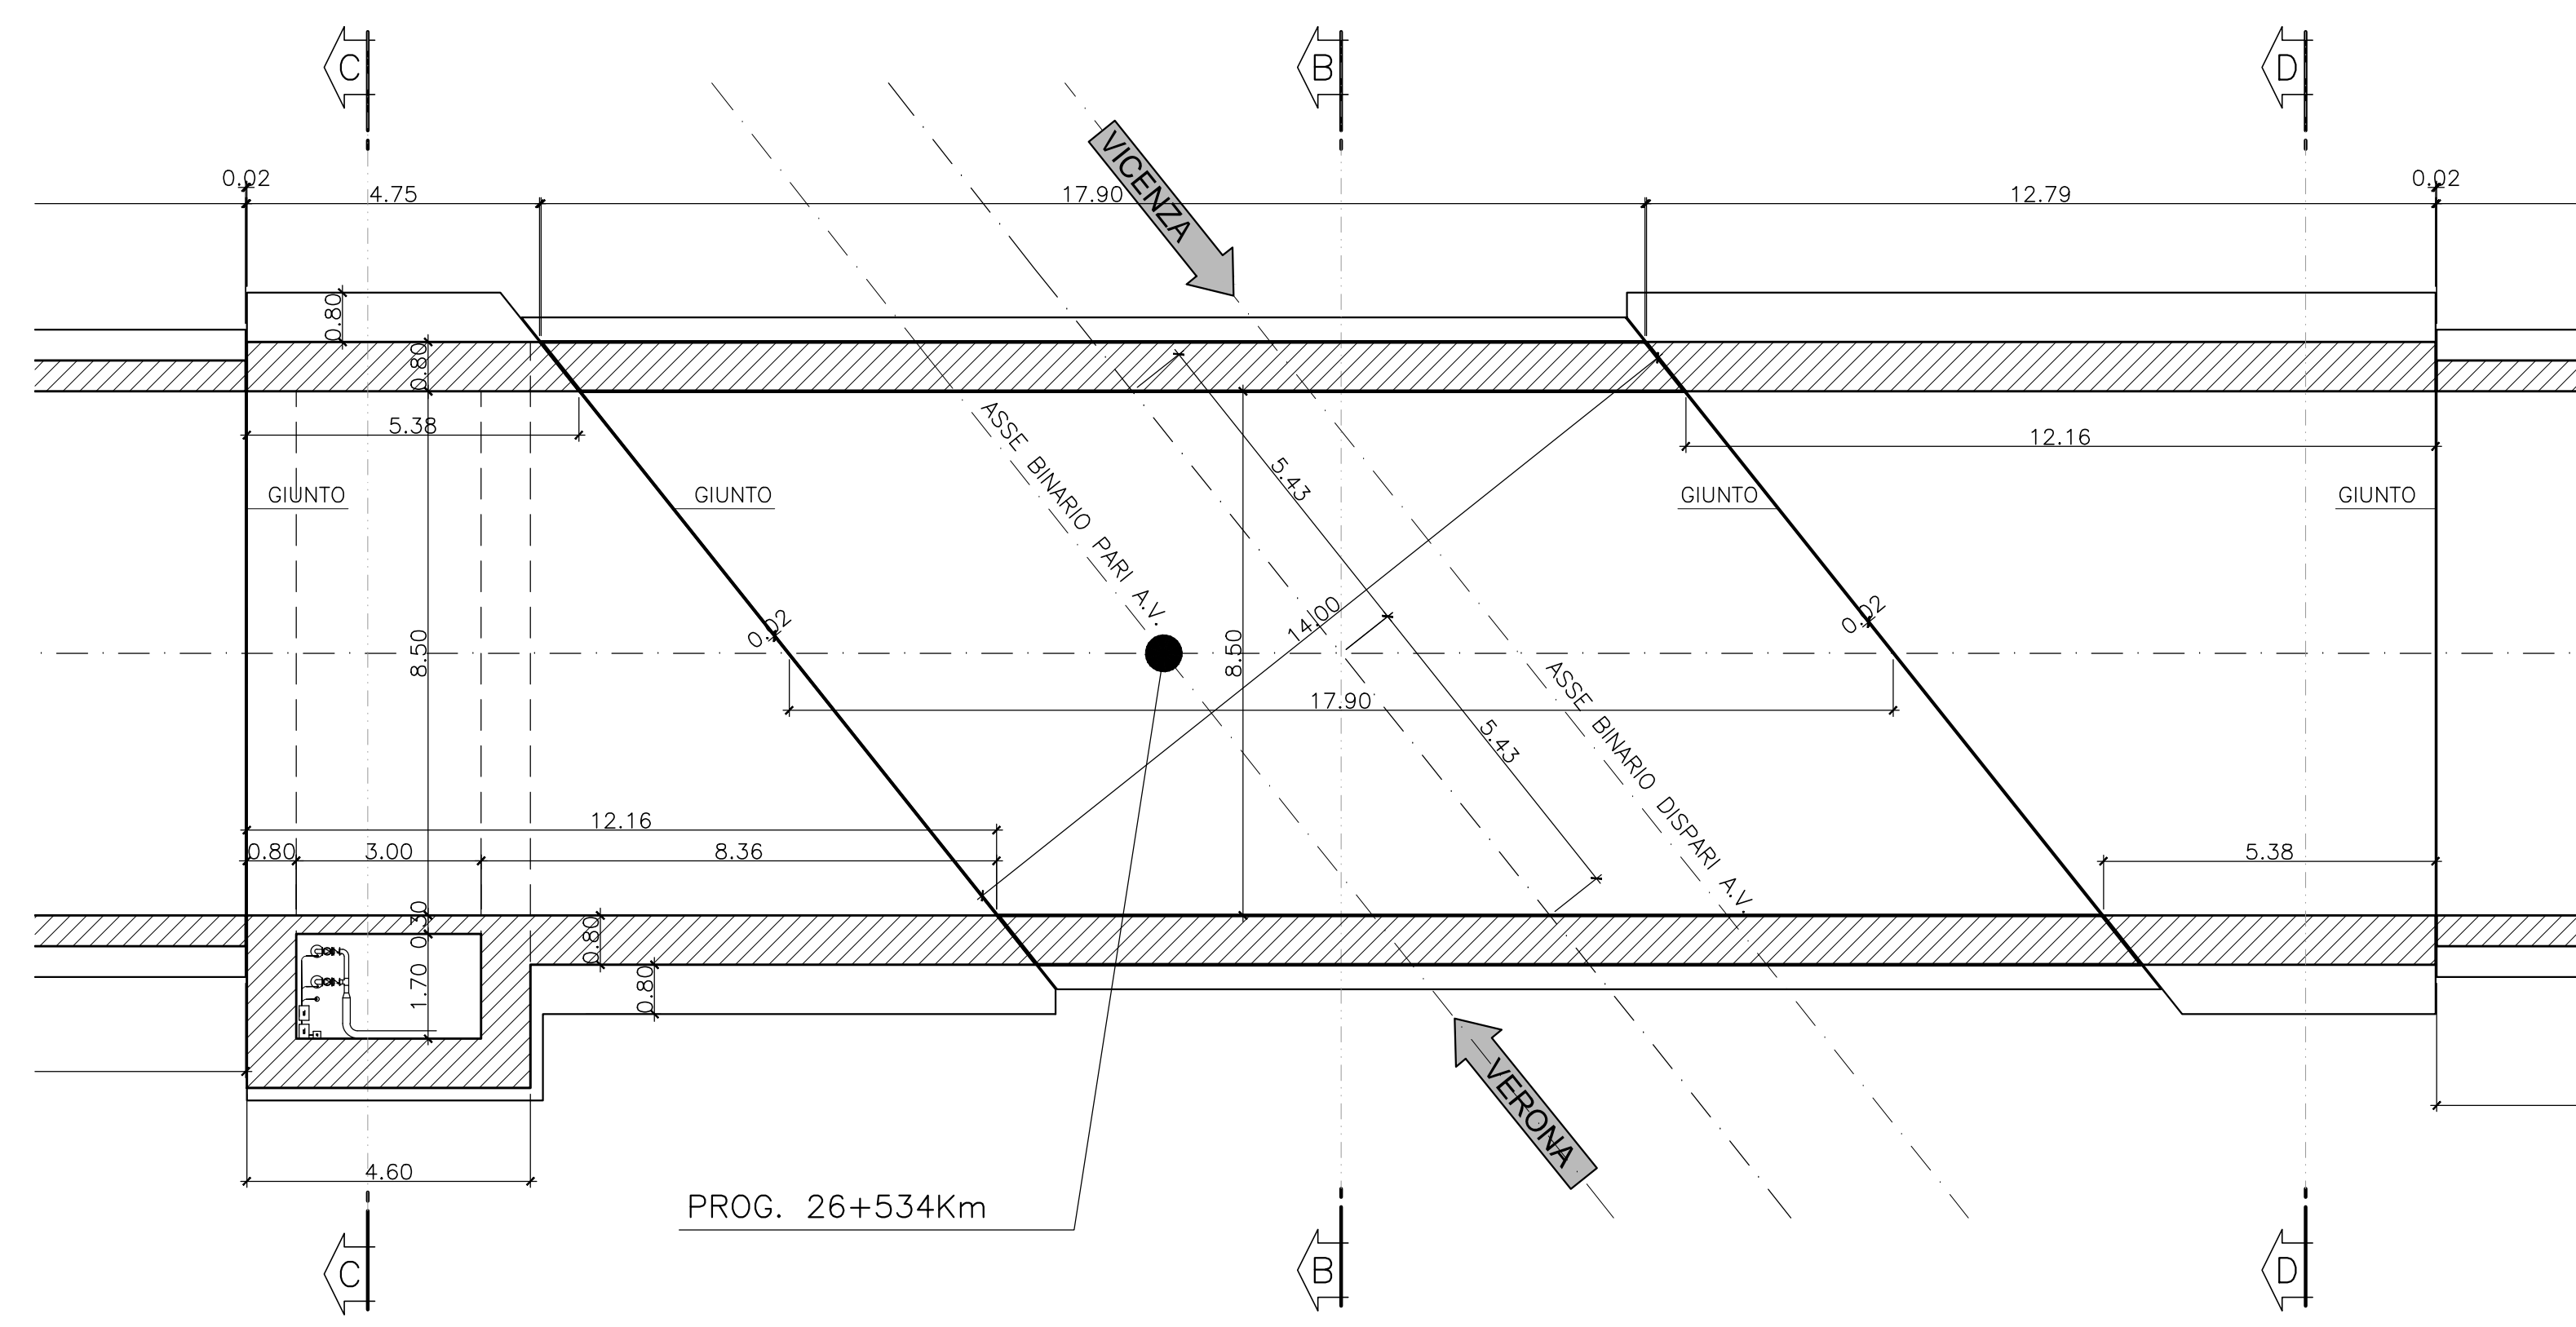 C
B
D
VICENZA
0.02
4.75
17.90
12.79
0.02
0.80
0.80
5.38
12.16
ASSE BINARIO PARI A.V.
5.43
GIUNTO
GIUNTO
GIUNTO
GIUNTO
0.02
14.00
0.02
8.50
8.50
17.90
ASSE BINARIO DISPARI A.V.
5.43
12.16
0.80
3.00
8.36
5.38
0.30
0.80
1.70
0.80
VERONA
4.60
PROG. 26+534Km
C
B
D